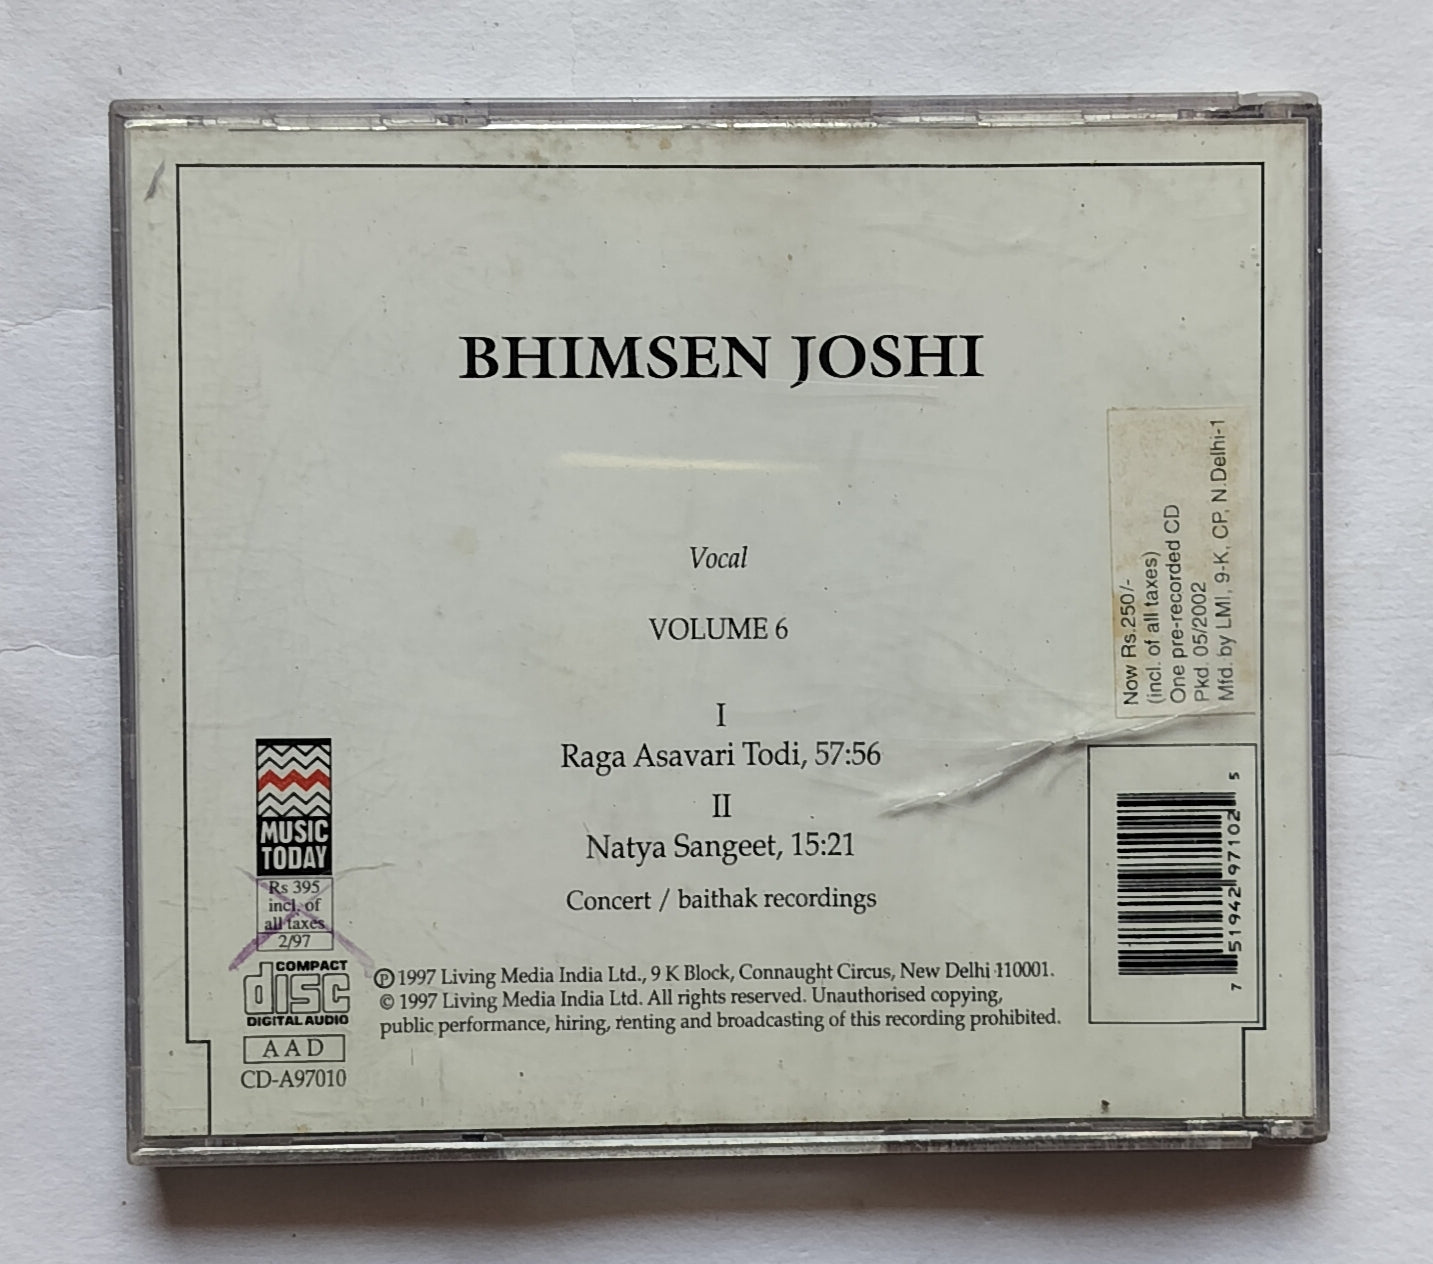 BHIMSEN JOSHI
Vocal
VOLUME 6
I
Raga Asavari Todi, 57:56
II
Natya Sangeet, 15:21
Concert / baithak recordings
Now Rs.250/-
(incl. of all taxes)
One pre-recorded CD
Pkd. 05/2002
Mfd. by LMI, 9-K, CP, N.Delhi-1
7 51942 97102 5
MUSIC
TODAY
Rs 395
incl. of
all taxes
2/97
COMPACT
disc
DIGITAL AUDIO
AAD
CD-A97010
℗ 1997 Living Media India Ltd., 9 K Block, Connaught Circus, New Delhi 110001.
© 1997 Living Media India Ltd. All rights reserved. Unauthorised copying,
public performance, hiring, renting and broadcasting of this recording prohibited.